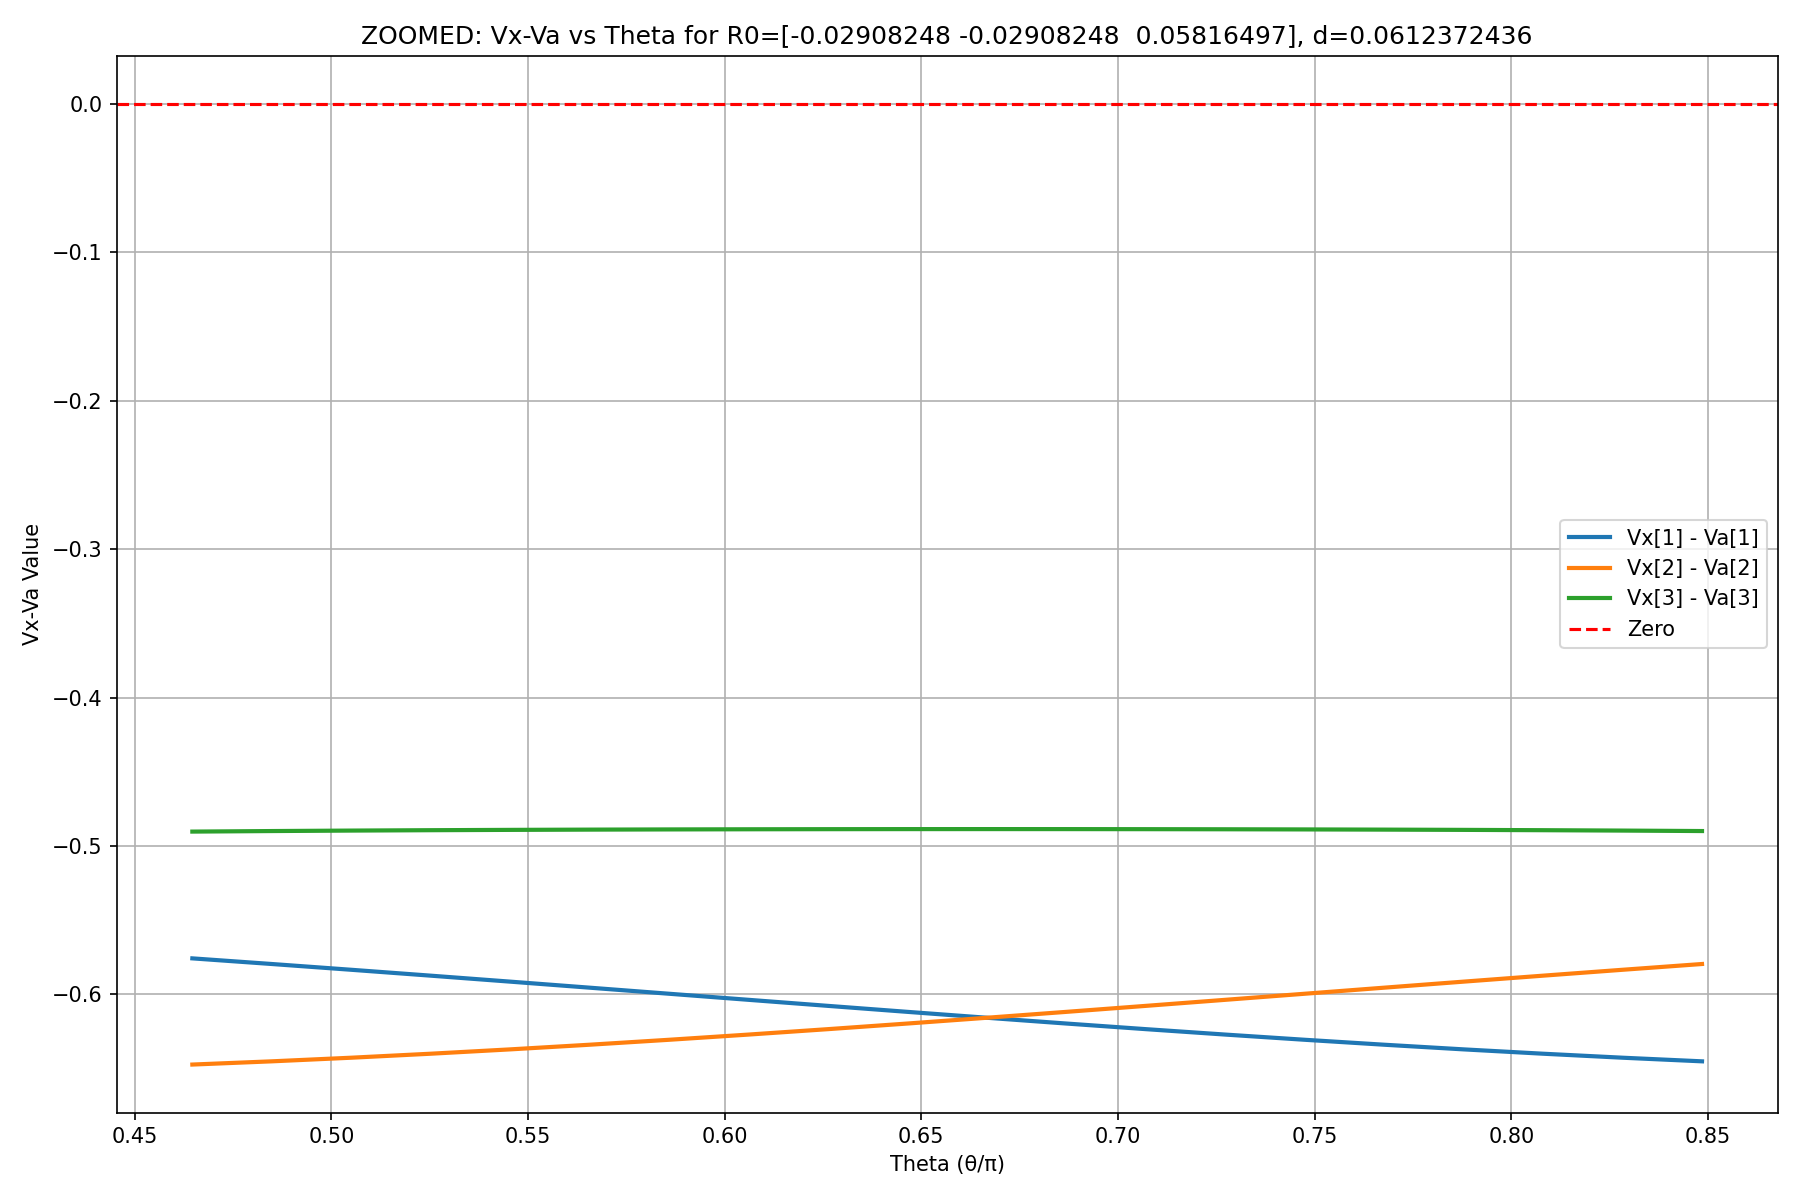 ZOOMED: Vx-Va vs Theta for R0=[-0.02908248 -0.02908248  0.05816497], d=0.0612372436
Vx-Va Value
0.0
−0.1
−0.2
−0.3
−0.4
−0.5
−0.6
Vx[1] - Va[1]
Vx[2] - Va[2]
Vx[3] - Va[3]
Zero
0.45 0.50 0.55 0.60 0.65 0.70 0.75 0.80 0.85
Theta (θ/π)